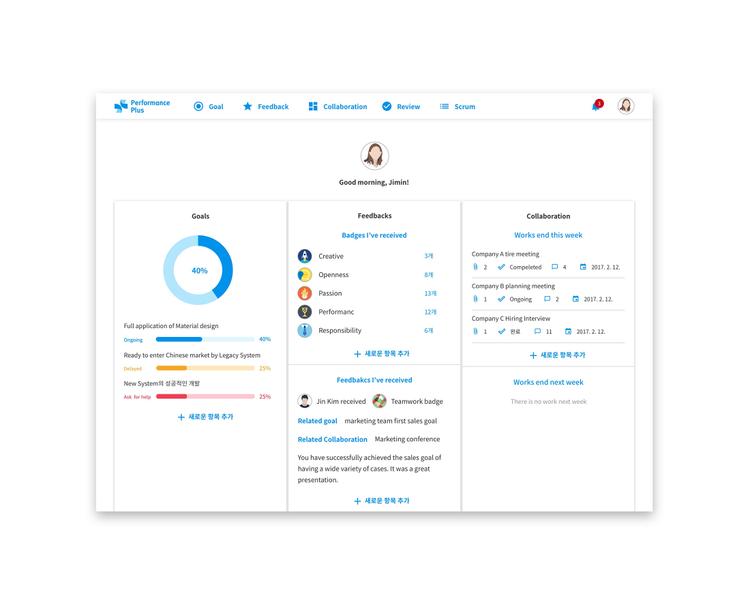 Performance
Plus
Goal
Feedback
Collaboration
Review
Scrum
3
Good morning, Jimin!
Goals
40%
Full application of Material design
Ongoing 40%
Ready to enter Chinese market by Legacy System
Delayed 25%
New System의 성공적인 개발
Ask for help 25%
+ 새로운 항목 추가
Feedbacks
Badges I've received
Creative 3개
Openness 8개
Passion 13개
Performanc 12개
Responsibility 6개
+ 새로운 항목 추가
Feedbakcs I've received
Jin Kim received Teamwork badge
Related goal marketing team first sales goal
Related Collaboration Marketing conference
You have successfully achieved the sales goal of
having a wide variety of cases. It was a great
presentation.
+ 새로운 항목 추가
Collaboration
Works end this week
Company A tire meeting
2 Compeleted 4 2017. 2. 12.
Company B planning meeting
1 Ongoing 2 2017. 2. 12.
Company C Hiring Interview
1 완료 11 2017. 2. 12.
+ 새로운 항목 추가
Works end next week
There is no work next week